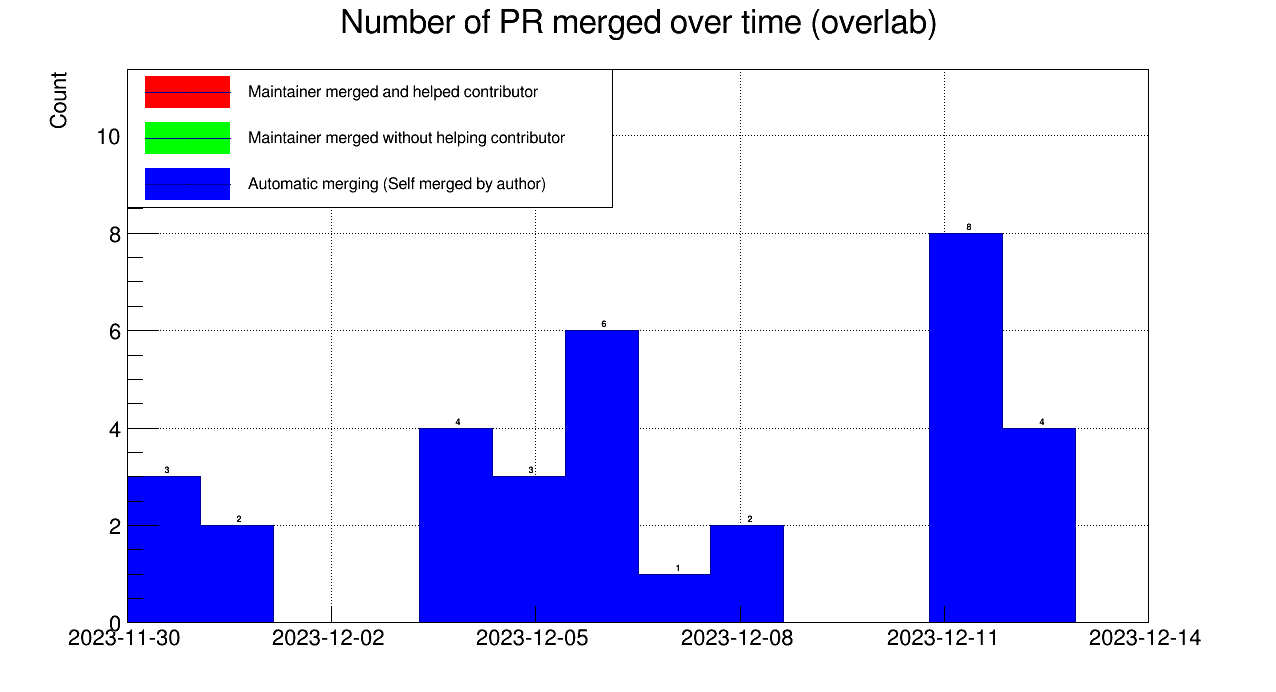 Number of PR merged over time (overlab)
Count
Maintainer merged and helped contributor
Maintainer merged without helping contributor
Automatic merging (Self merged by author)
10
8
6
4
2
0
3
2
4
3
6
1
2
8
4
2023-11-30 2023-12-02 2023-12-05 2023-12-08 2023-12-11 2023-12-14